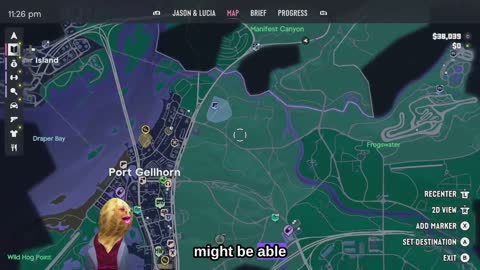 11:26 pm
JASON & LUCIA MAP BRIEF PROGRESS
Manifest Canyon
$38,039
$0
Island
Draper Bay
Frogewater
Port Gellhorn
RECENTER L
2D VIEW
ADD MARKER X
SET DESTINATION A
EXIT B
Wild Hog Point
might be able